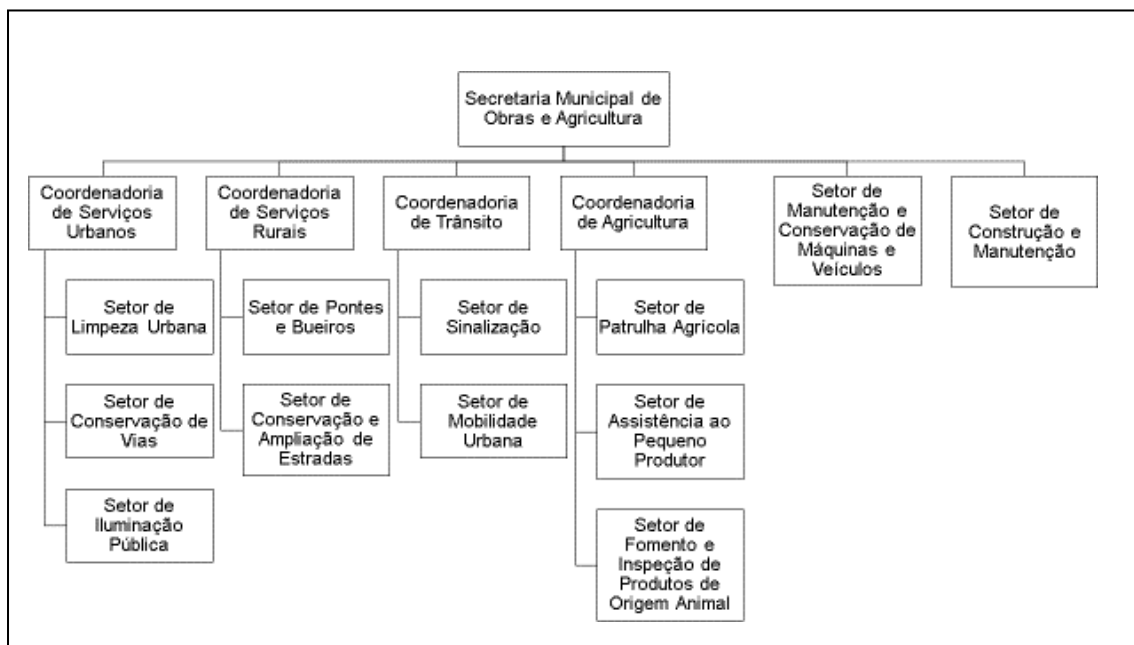 Secretaria Municipal de
Obras e Agricultura
Coordenadoria
de Serviços
Urbanos
Coordenadoria
de Serviços
Rurais
Coordenadoria
de Trânsito
Coordenadoria
de Agricultura
Setor de
Manutenção e
Conservação de
Máquinas e
Veículos
Setor de
Construção e
Manutenção
Setor de
Limpeza Urbana
Setor de Pontes
e Bueiros
Setor de
Sinalização
Setor de
Patrulha Agrícola
Setor de
Conservação de
Vias
Setor de
Conservação e
Ampliação de
Estradas
Setor de
Mobilidade
Urbana
Setor de
Assistência ao
Pequeno
Produtor
Setor de
Iluminação
Pública
Setor de
Fomento e
Inspeção de
Produtos de
Origem Animal